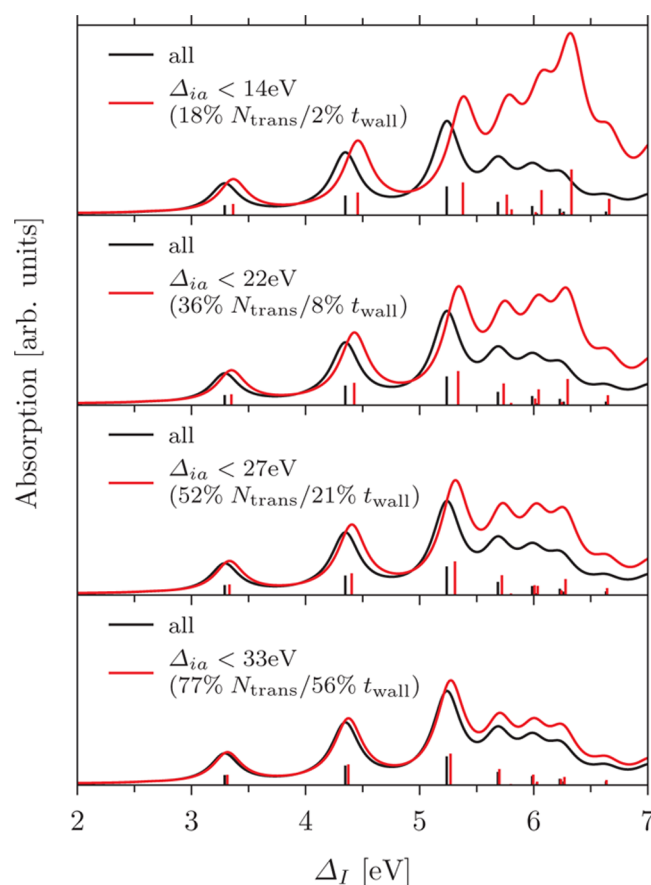 all
Δia < 14eV
(18% Ntrans/2% twall)
all
Δia < 22eV
(36% Ntrans/8% twall)
all
Δia < 27eV
(52% Ntrans/21% twall)
all
Δia < 33eV
(77% Ntrans/56% twall)
Absorption [arb. units]
2 3 4 5 6 7
ΔI [eV]